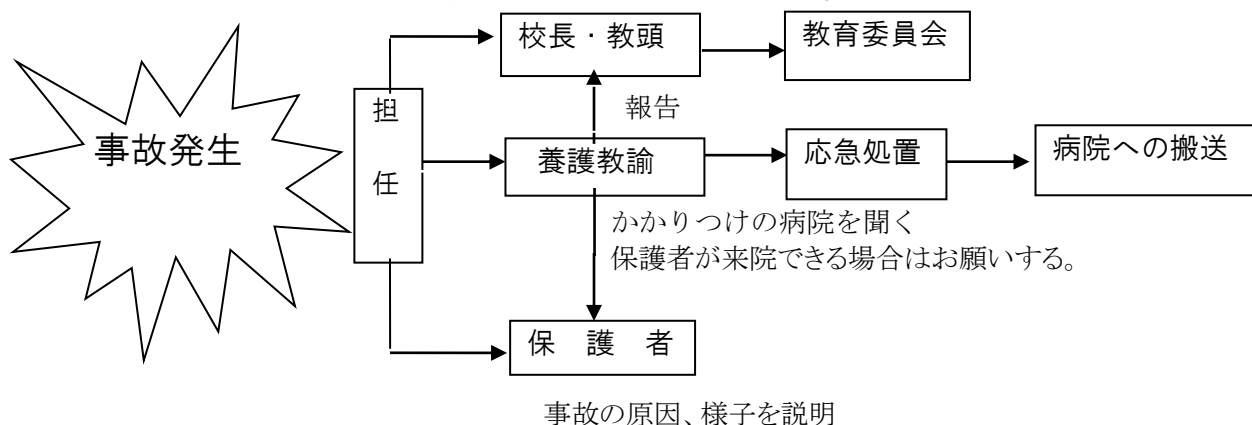 校長・教頭
教育委員会
担任
報告
事故発生
養護教諭
応急処置
病院への搬送
かかりつけの病院を聞く
保護者が来院できる場合はお願いする。
保 護 者
事故の原因、様子を説明